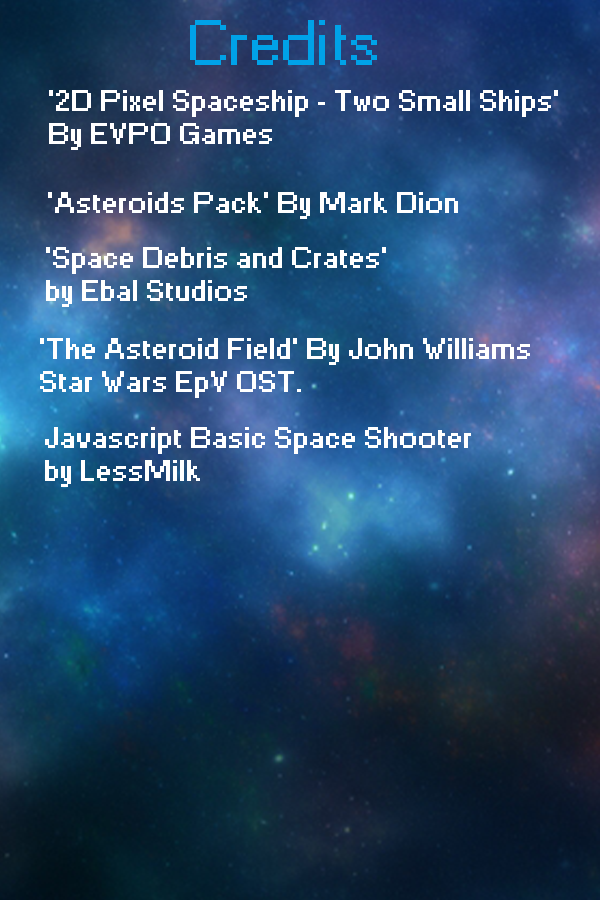 Credits
'2D Pixel Spaceship - Two Small Ships'
By EVPO Games
'Asteroids Pack' By Mark Dion
'Space Debris and Crates'
by Ebal Studios
'The Asteroid Field' By John Williams
Star Wars EpV OST.
Javascript Basic Space Shooter
by LessMilk